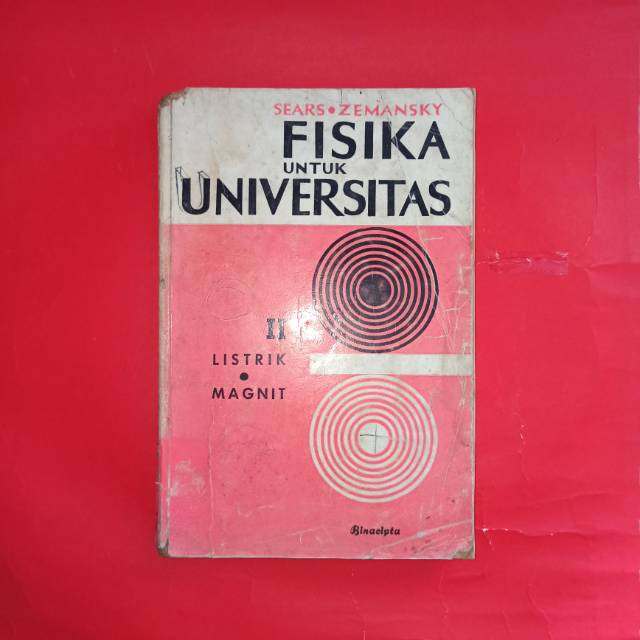 SEARS • ZEMANSKY
FISIKA
UNTUK
UNIVERSITAS
II
LISTRIK
•
MAGNIT
Binacipta